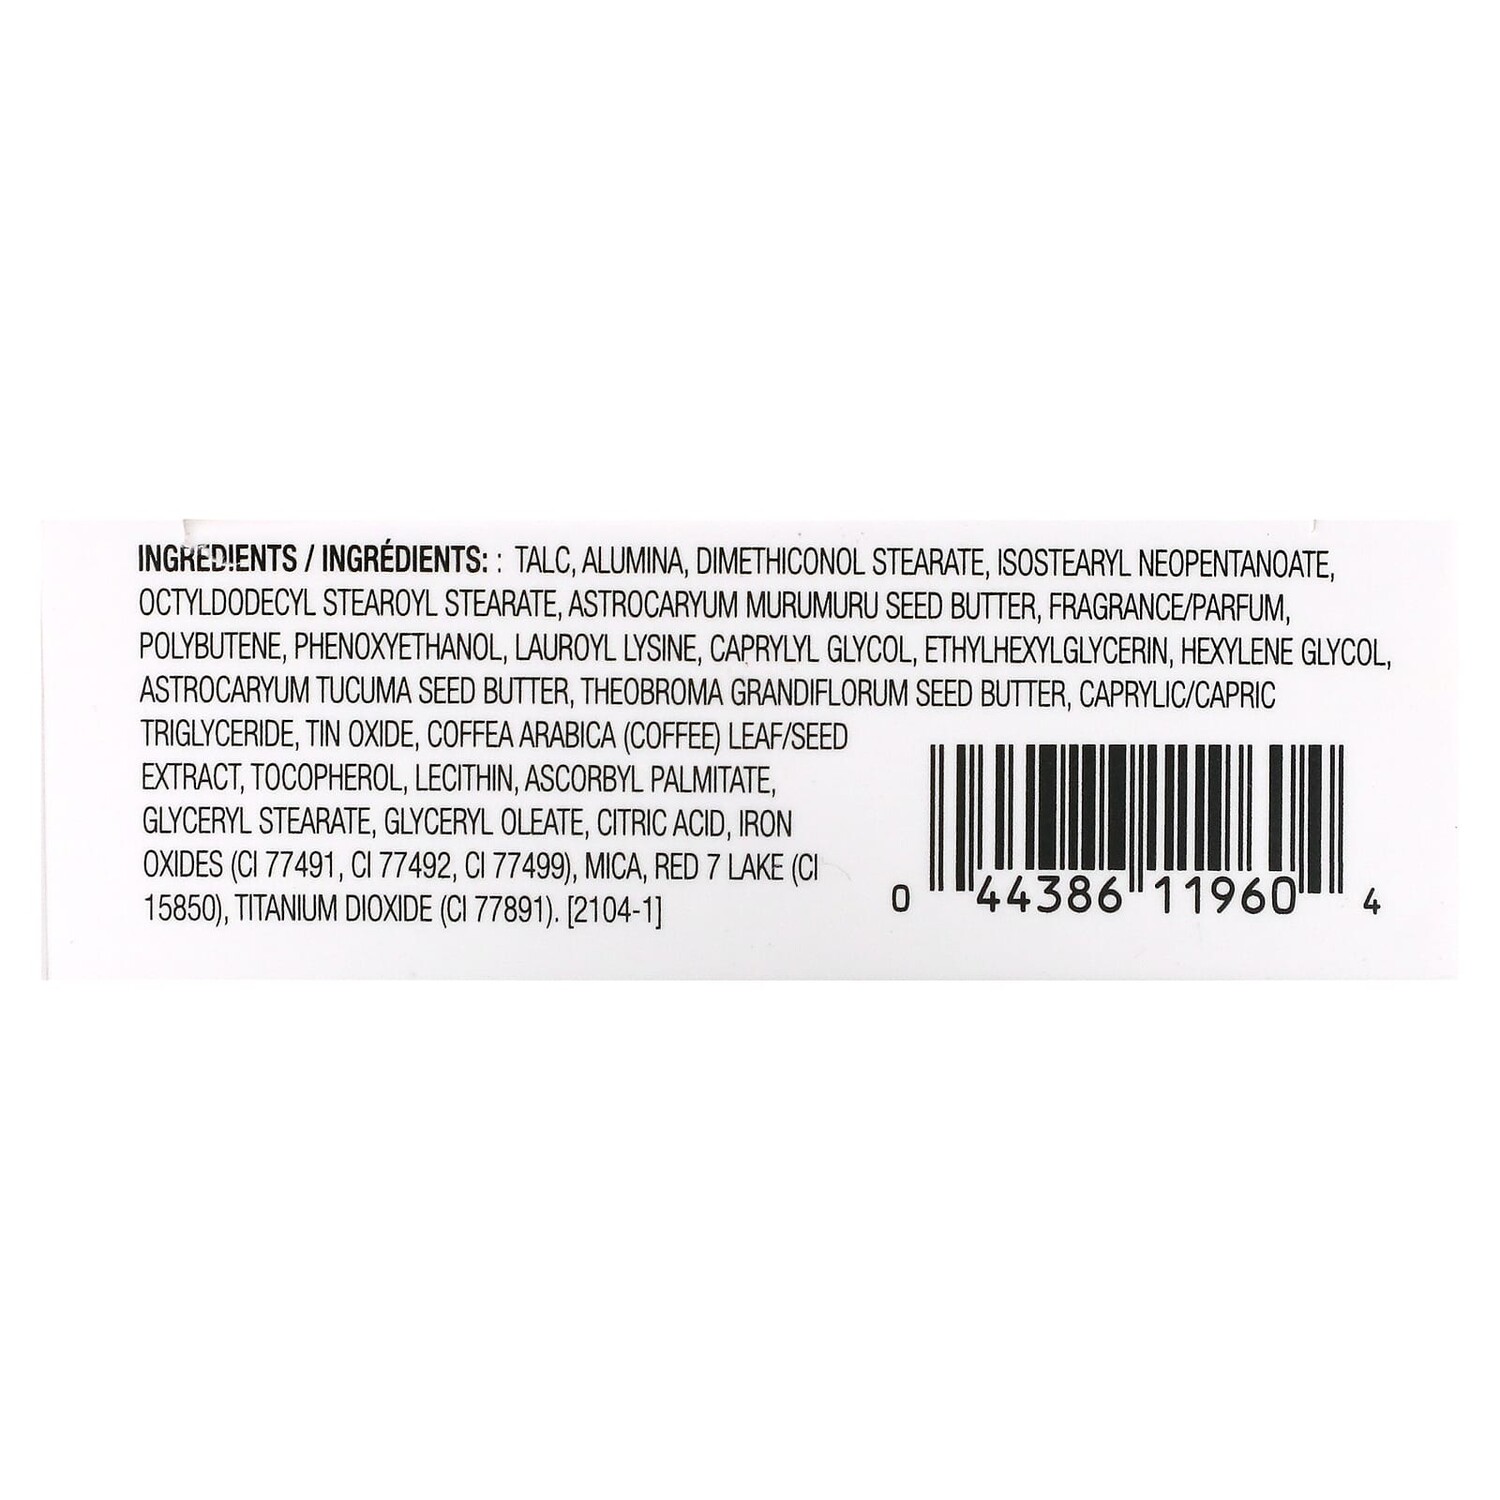 INGREDIENTS / INGRÉDIENTS: : TALC, ALUMINA, DIMETHICONOL STEARATE, ISOSTEARYL NEOPENTANOATE,
OCTYLDODECYL STEAROYL STEARATE, ASTROCARYUM MURUMURU SEED BUTTER, FRAGRANCE/PARFUM,
POLYBUTENE, PHENOXYETHANOL, LAUROYL LYSINE, CAPRYLYL GLYCOL, ETHYLHEXYLGLYCERIN, HEXYLENE GLYCOL,
ASTROCARYUM TUCUMA SEED BUTTER, THEOBROMA GRANDIFLORUM SEED BUTTER, CAPRYLIC/CAPRIC
TRIGLYCERIDE, TIN OXIDE, COFFEA ARABICA (COFFEE) LEAF/SEED
EXTRACT, TOCOPHEROL, LECITHIN, ASCORBYL PALMITATE,
GLYCERYL STEARATE, GLYCERYL OLEATE, CITRIC ACID, IRON
OXIDES (CI 77491, CI 77492, CI 77499), MICA, RED 7 LAKE (CI
15850), TITANIUM DIOXIDE (CI 77891). [2104-1]
0 44386 11960 4